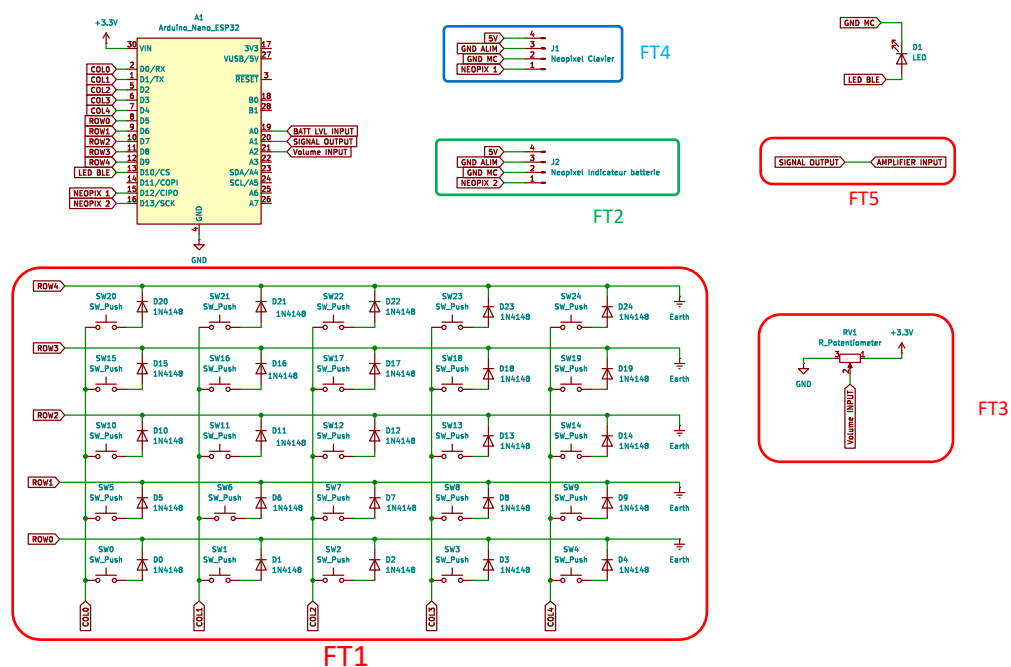 A1
Arduino_Nano_ESP32
+3.3V
30 VIN 3V3 17
VUSB/5V 27
COL0 2 D0/RX RESET 3
COL1 1 D1/TX
COL2 5 D2
COL3 6 D3 B0 18
COL4 7 D4 B1 28
ROW0 8 D5
ROW1 9 D6 A0 19 BATT LVL INPUT
ROW2 10 D7 A1 20 SIGNAL OUTPUT
ROW3 11 D8 A2 21 Volume INPUT
ROW4 12 D9 A3 22
LED BLE 13 D10/CS SDA/A4 23
14 D11/COPI SCL/A5 24
NEOPIX 1 15 D12/CIPO A6 25
NEOPIX 2 16 D13/SCK A7 26
GND
4
GND
5V 4
GND ALIM 3 J1
GND MC 2 Neopixel Clavier
NEOPIX 1 1
FT4
GND MC
D1
LED
LED BLE
5V 4
GND ALIM 3 J2
GND MC 2 Neopixel Indicateur batterie
NEOPIX 2 1
FT2
SIGNAL OUTPUT AMPLIFIER INPUT
FT5
ROW4
SW20 SW21 SW22 SW23 SW24
SW_Push SW_Push SW_Push SW_Push SW_Push
D20 D21 D22 D23 D24
1N4148 1N4148 1N4148 1N4148 1N4148
Earth
ROW3
SW15 SW16 SW17 SW18 SW19
SW_Push SW_Push SW_Push SW_Push SW_Push
D15 D16 D17 D18 D19
1N4148 1N4148 1N4148 1N4148 1N4148
Earth
ROW2
SW10 SW11 SW12 SW13 SW14
SW_Push SW_Push SW_Push SW_Push SW_Push
D10 D11 D12 D13 D14
1N4148 1N4148 1N4148 1N4148 1N4148
Earth
ROW1
SW5 SW6 SW7 SW8 SW9
SW_Push SW_Push SW_Push SW_Push SW_Push
D5 D6 D7 D8 D9
1N4148 1N4148 1N4148 1N4148 1N4148
Earth
ROW0
SW0 SW1 SW2 SW3 SW4
SW_Push SW_Push SW_Push SW_Push SW_Push
D0 D1 D2 D3 D4
1N4148 1N4148 1N4148 1N4148 1N4148
Earth
COL0 COL1 COL2 COL3 COL4
FT1
RV1
R_Potentiometer
+3.3V
3 1
2
GND
Volume INPUT
FT3